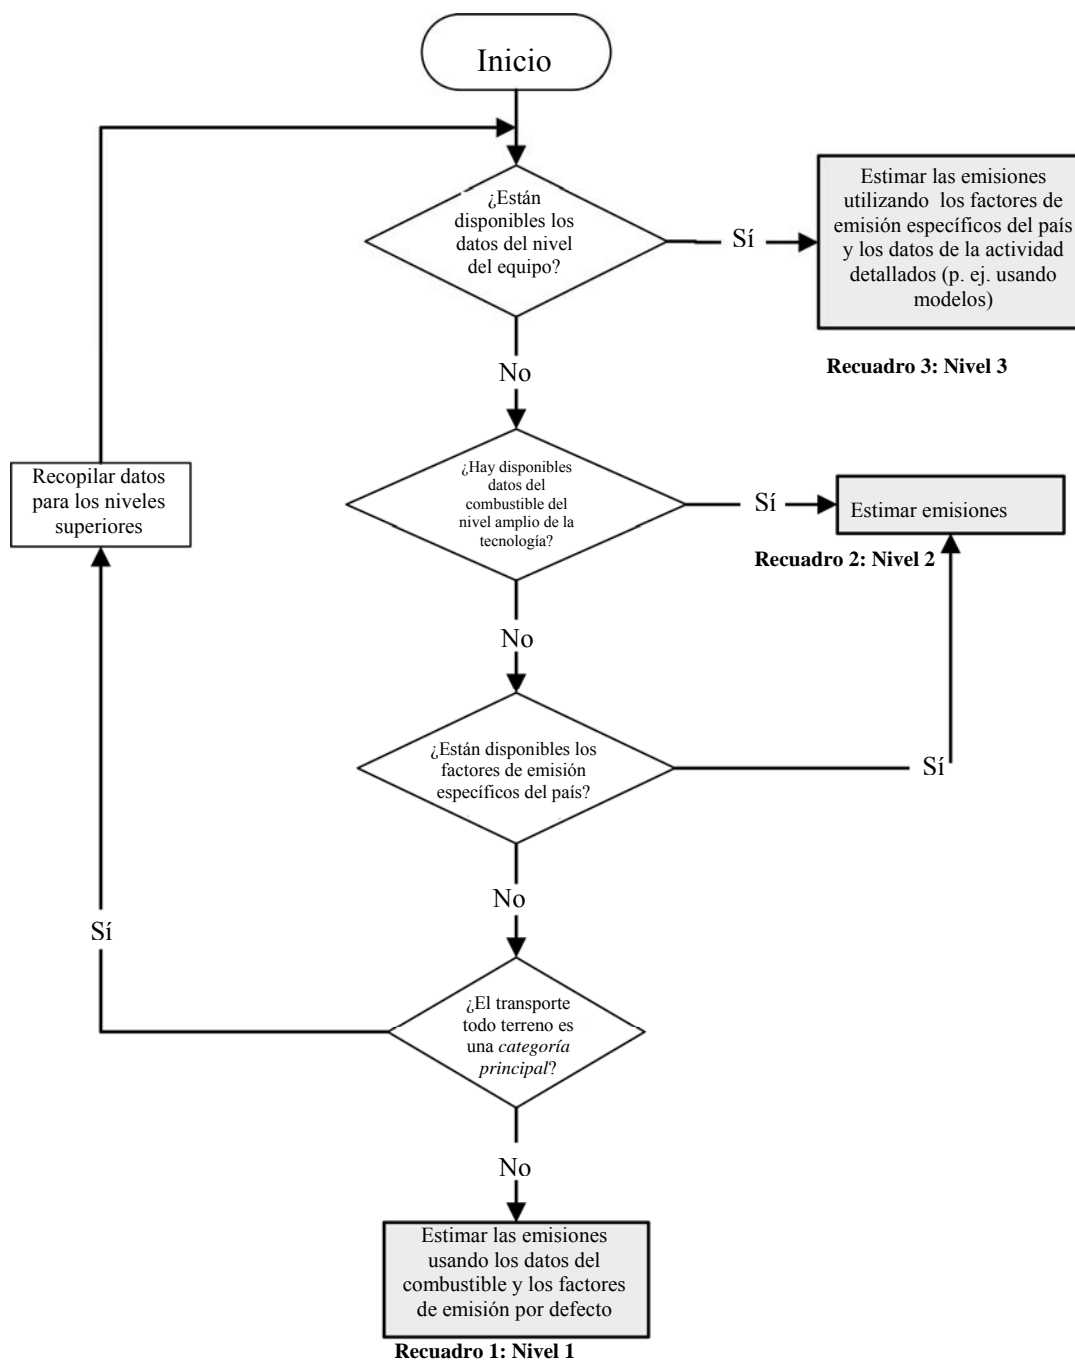 Inicio
¿Están
disponibles los
datos del nivel
del equipo?
Sí
Estimar las emisiones
utilizando los factores de
emisión específicos del país
y los datos de la actividad
detallados (p. ej. usando
modelos)
Recuadro 3: Nivel 3
No
¿Hay disponibles
datos del
combustible del
nivel amplio de la
tecnología?
Sí
Estimar emisiones
Recuadro 2: Nivel 2
Recopilar datos
para los niveles
superiores
No
¿Están disponibles los
factores de emisión
específicos del país?
Sí
No
Sí
¿El transporte
todo terreno es
una categoría
principal?
No
Estimar las emisiones
usando los datos del
combustible y los factores
de emisión por defecto
Recuadro 1: Nivel 1